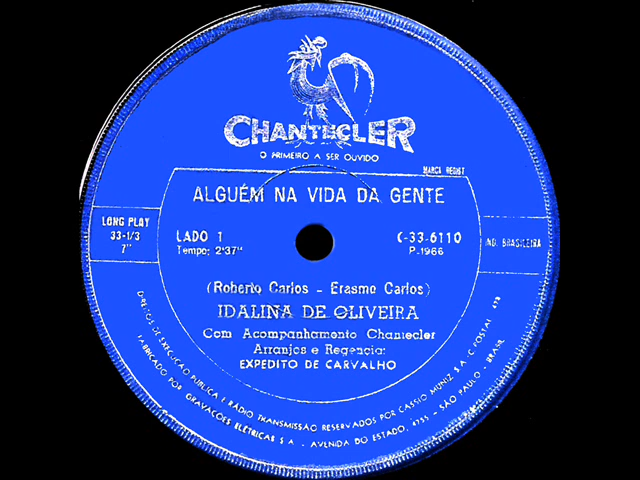 CHANTECLER
O PRIMEIRO A SER OUVIDO
MARCA REGIST
ALGUÉM NA VIDA DA GENTE
LONG PLAY
33-1/3
7"
LADO 1
Tempo: 2'37"
C-33-6110
P-1966
IND. BRASILEIRA
(Roberto Carlos - Erasmo Carlos)
IDALINA DE OLIVEIRA
Com Acompanhamento Chantecler
Arranjos e Regencia:
EXPEDITO DE CARVALHO
DIREITOS DE EXECUÇÃO PUBLICA E RÁDIO TRANSMISSÃO RESERVADOS POR CASSIO MUNIZ S.A. - C. POSTAL 478
FABRICADO POR GRAVAÇÕES ELÉTRICAS S A - AVENIDA DO ESTADO, 4755 - SÃO PAULO - BRASIL